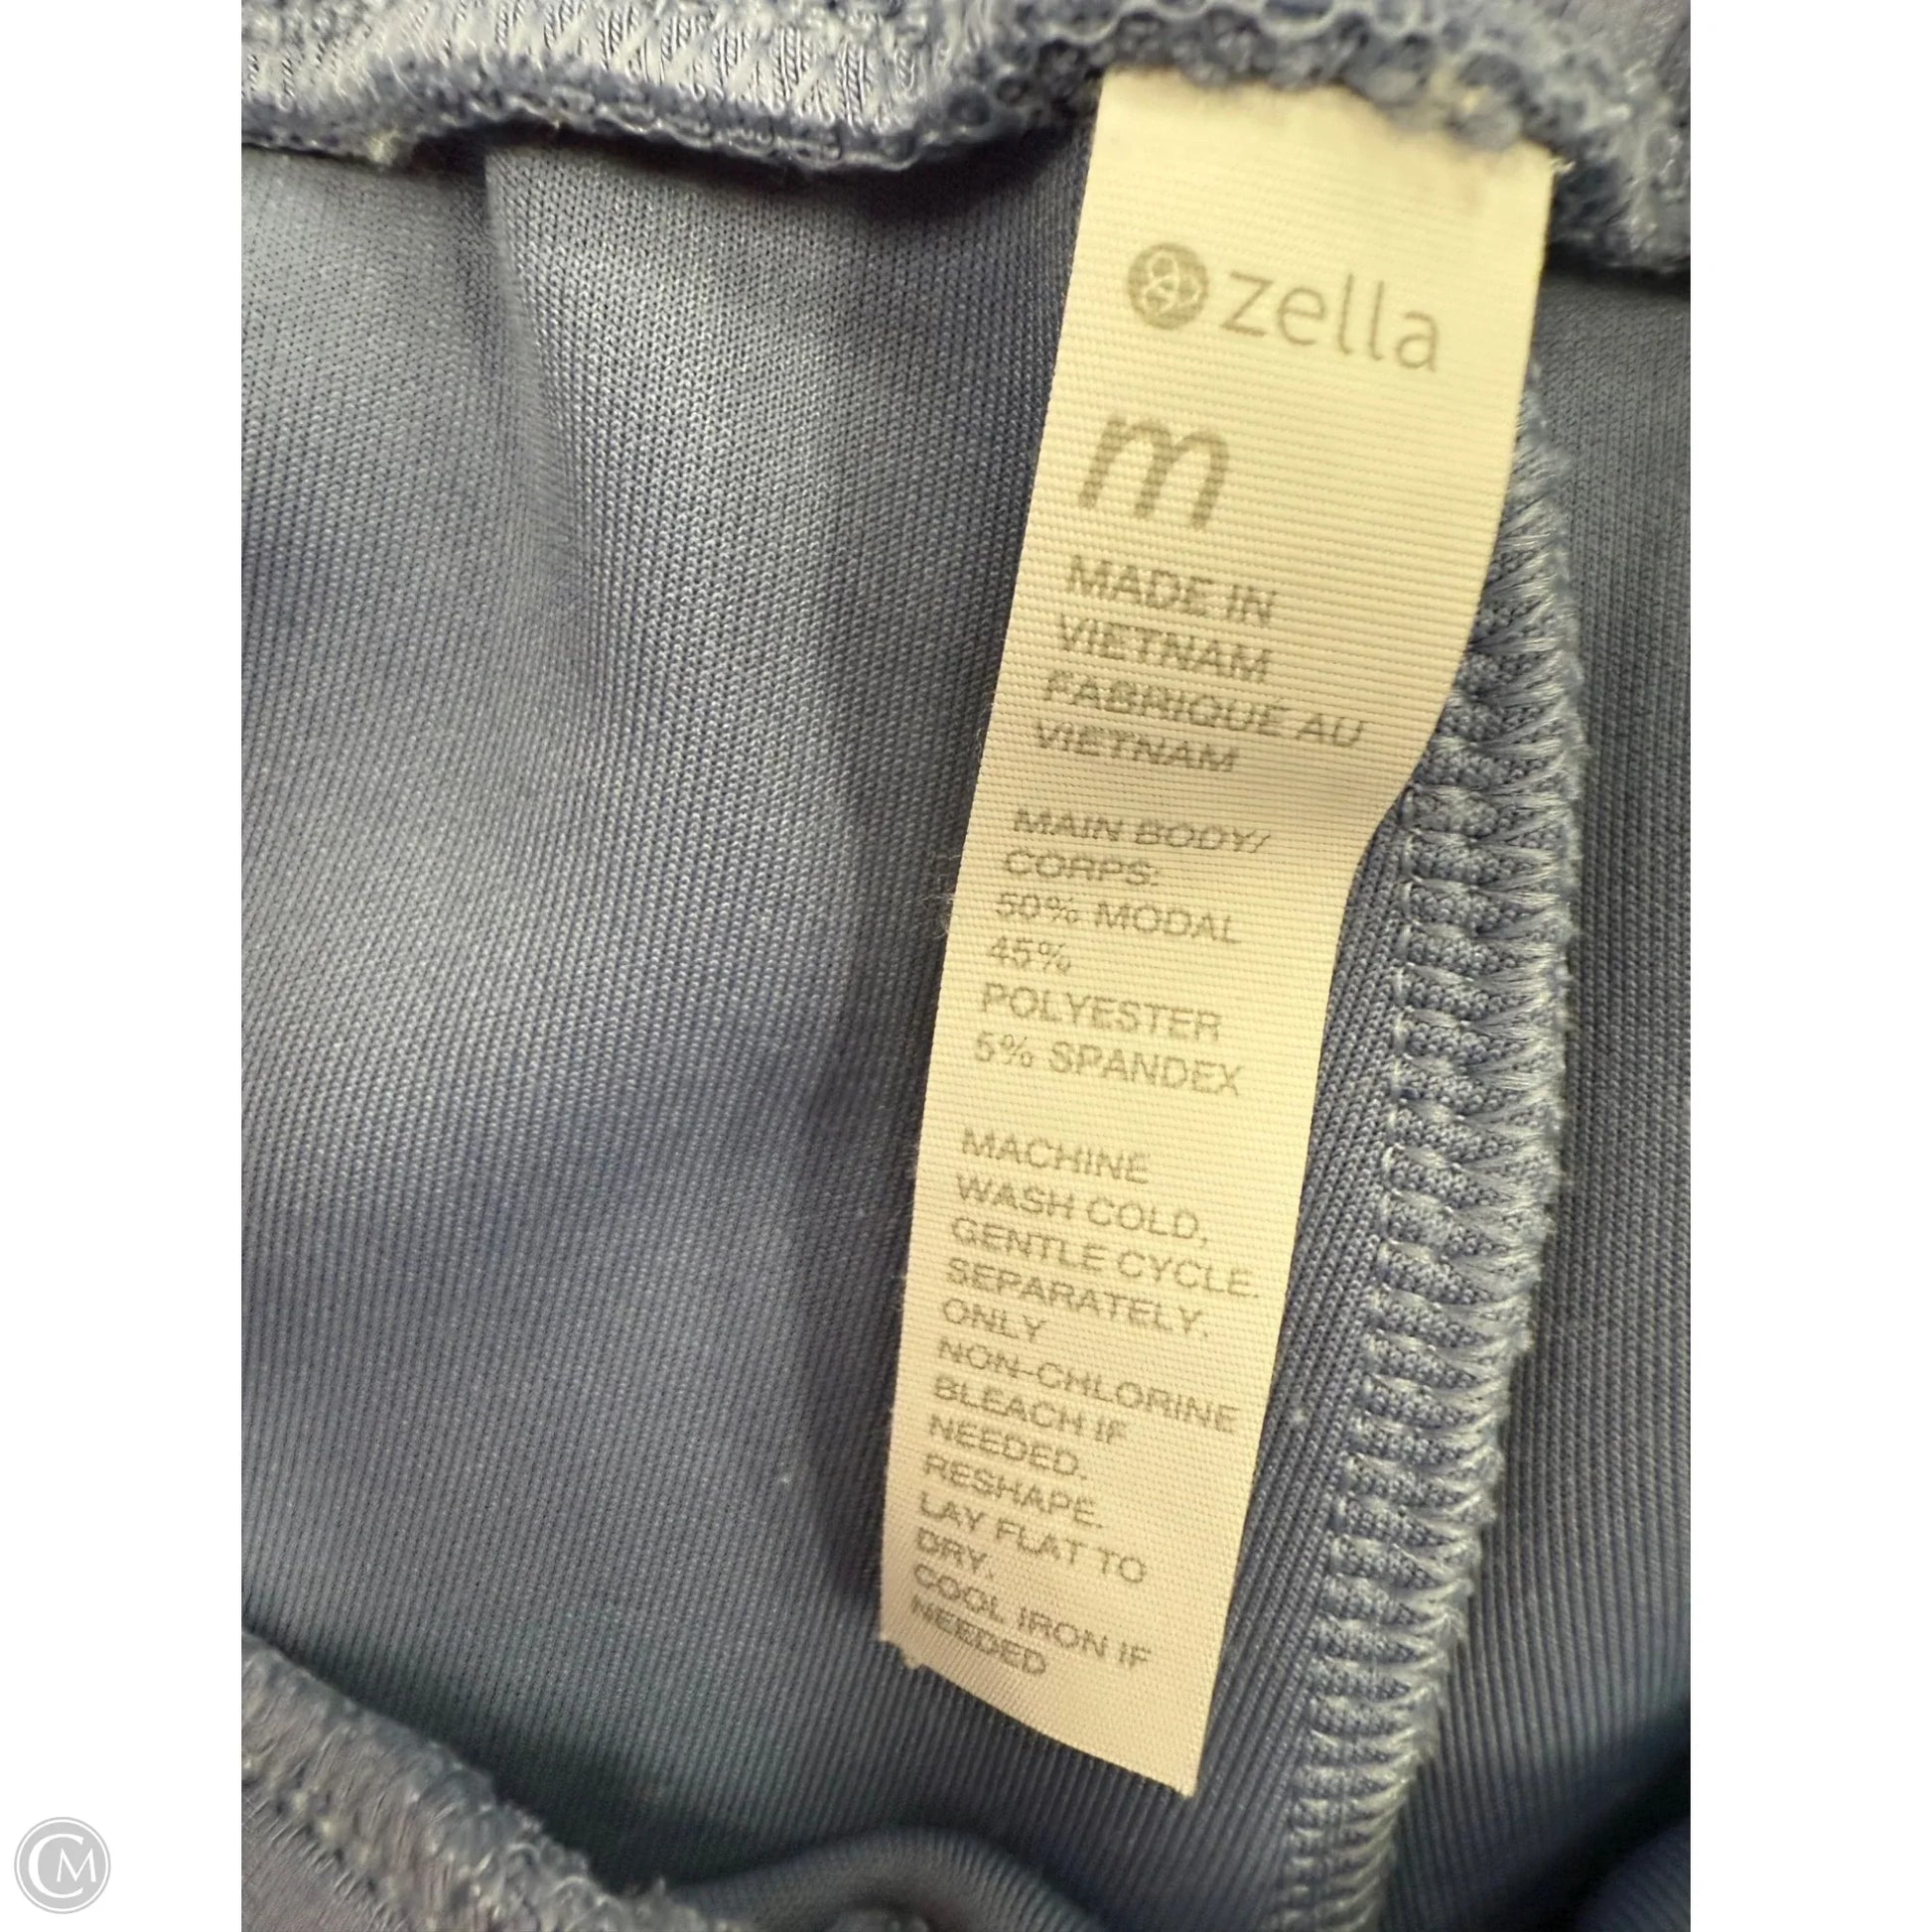 zella
m
MADE IN
VIETNAM
FABRIQUÉ AU
VIETNAM
MAIN BODY/
CORPS:
50% MODAL
45%
POLYESTER
5% SPANDEX
MACHINE
WASH COLD,
GENTLE CYCLE.
SEPARATELY.
ONLY
NON-CHLORINE
BLEACH IF
NEEDED.
RESHAPE.
LAY FLAT TO
DRY.
COOL IRON IF
NEEDED
CM